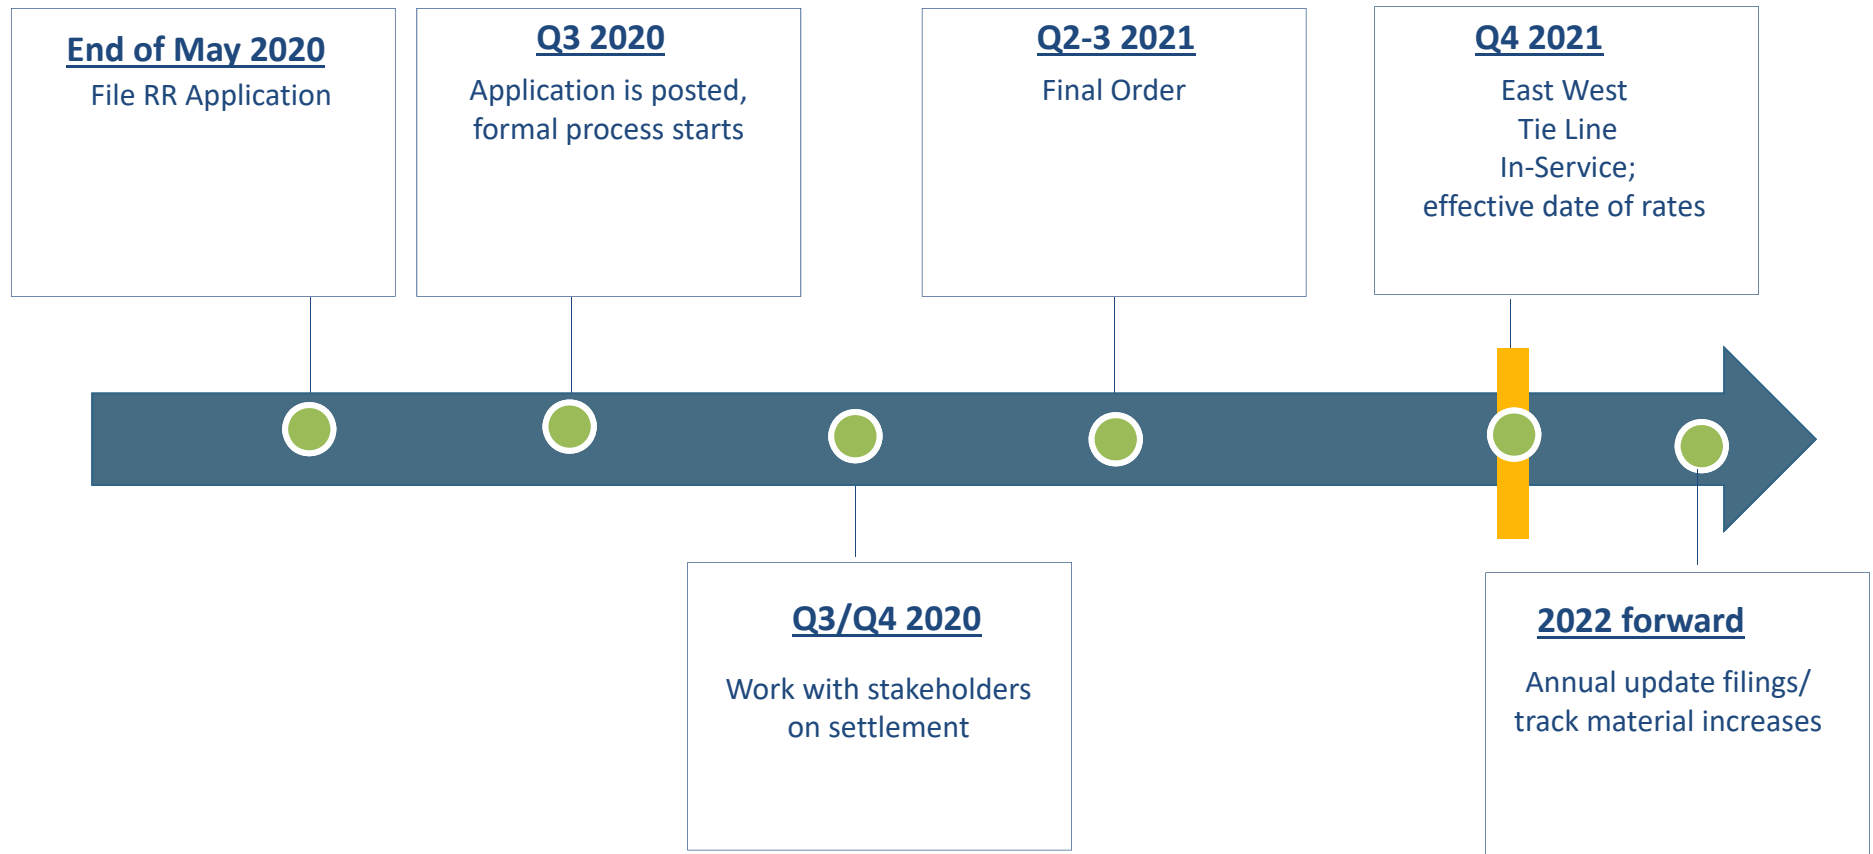 End of May 2020
File RR Application
Q3 2020
Application is posted,
formal process starts
Q2-3 2021
Final Order
Q4 2021
East West
Tie Line
In-Service;
effective date of rates
Q3/Q4 2020
Work with stakeholders
on settlement
2022 forward
Annual update filings/
track material increases